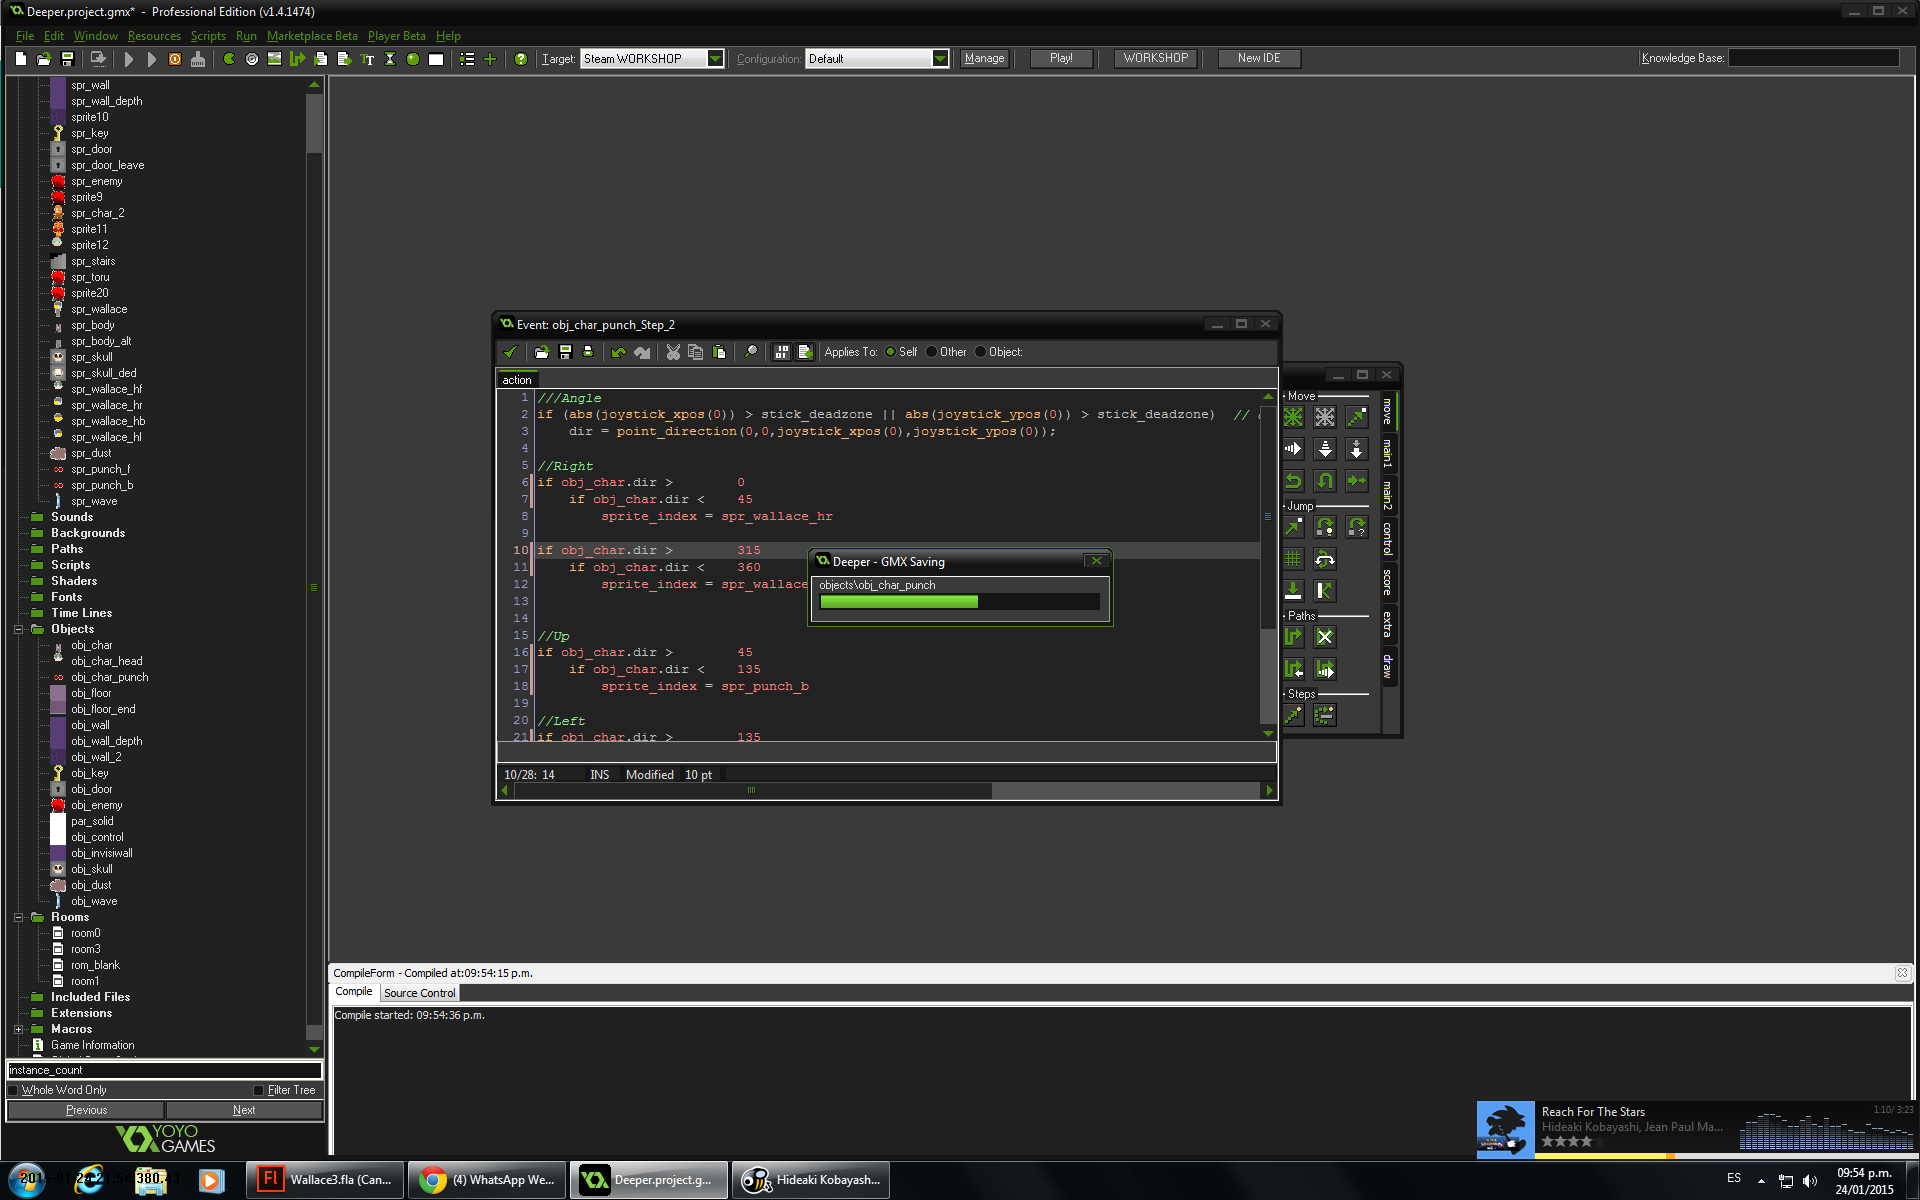 Deeper.project.gmx* - Professional Edition (v1.4.1474)
File Edit Window Resources Scripts Run Marketplace Beta Player Beta Help
Target: Steam WORKSHOP Configuration: Default Manage Play! WORKSHOP New IDE Knowledge Base:
spr_wall
spr_wall_depth
sprite10
spr_key
spr_door
spr_door_leave
spr_enemy
sprite9
spr_char_2
sprite11
sprite12
spr_stairs
spr_toru
sprite20
spr_wallace
spr_body
spr_body_alt
spr_skull
spr_skull_ded
spr_wallace_hf
spr_wallace_hr
spr_wallace_hb
spr_wallace_hl
spr_dust
spr_punch_f
spr_punch_b
spr_wave
Sounds
Backgrounds
Paths
Scripts
Shaders
Fonts
Time Lines
Objects
obj_char
obj_char_head
obj_char_punch
obj_floor
obj_floor_end
obj_wall
obj_wall_depth
obj_wall_2
obj_key
obj_door
obj_enemy
par_solid
obj_control
obj_invisiwall
obj_skull
obj_dust
obj_wave
Rooms
room0
room3
rom_blank
room1
Included Files
Extensions
Macros
Game Information
instance_count
Whole Word Only Filter Tree
Previous Next
YOYO GAMES
Event: obj_char_punch_Step_2
Applies To: Self Other Object:
action
1 ///Angle
2 if (abs(joystick_xpos(0)) > stick_deadzone || abs(joystick_ypos(0)) > stick_deadzone) //
3 dir = point_direction(0,0,joystick_xpos(0),joystick_ypos(0));
4
5 //Right
6 if obj_char.dir > 0
7 if obj_char.dir < 45
8 sprite_index = spr_wallace_hr
9
10 if obj_char.dir > 315
11 if obj_char.dir < 360
12 sprite_index = spr_wallace
13
14
15 //Up
16 if obj_char.dir > 45
17 if obj_char.dir < 135
18 sprite_index = spr_punch_b
19
20 //Left
21 if obj_char.dir > 135
10/28: 14 INS Modified 10 pt
Deeper - GMX Saving
objects\obj_char_punch
Move
Jump
Paths
Steps
move
main1
main2
control
score
extra
draw
CompileForm - Compiled at:09:54:15 p.m.
Compile Source Control
Compile started: 09:54:36 p.m.
Reach For The Stars 1:10/ 3:23
Hideaki Kobayashi, Jean Paul Ma...
Wallace3.fla (Can... (4) WhatsApp We... Deeper.project.g... Hideaki Kobayash...
ES 09:54 p.m.
24/01/2015